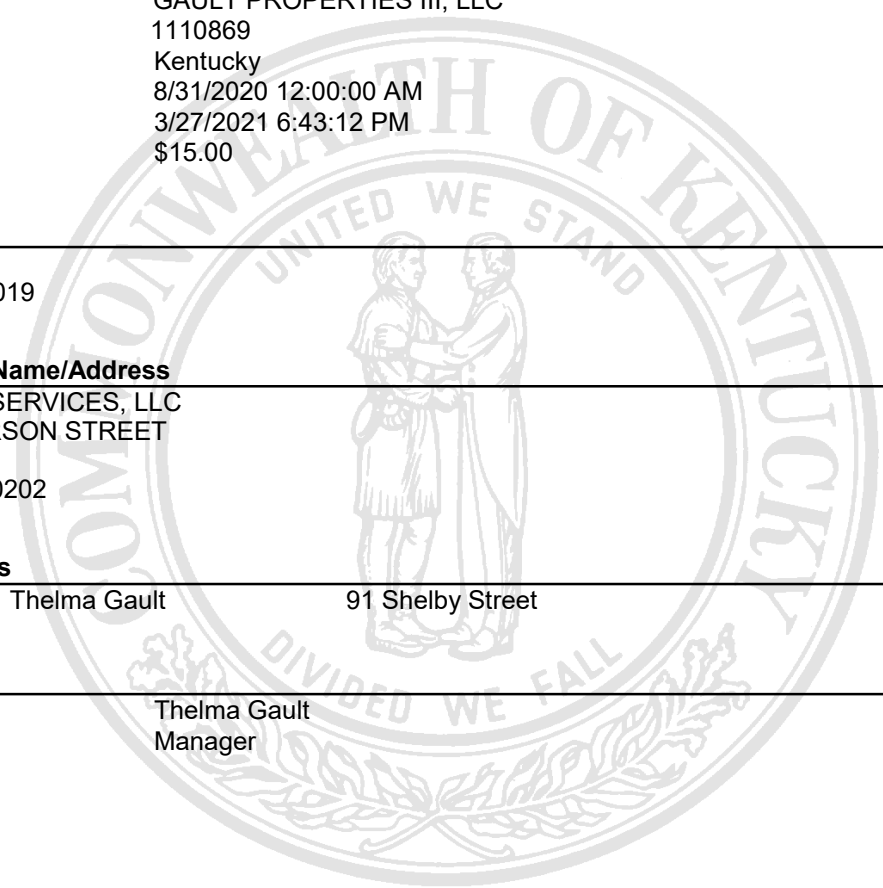 GAULT PROPERTIES III, LLC
1110869
Kentucky
8/31/2020 12:00:00 AM
3/27/2021 6:43:12 PM
$15.00
COMMONWEALTH OF KENTUCKY
UNITED WE STAND
019
Name/Address
SERVICES, LLC
SON STREET
0202
s
Thelma Gault 91 Shelby Street
DIVIDED WE FALL
Thelma Gault
Manager